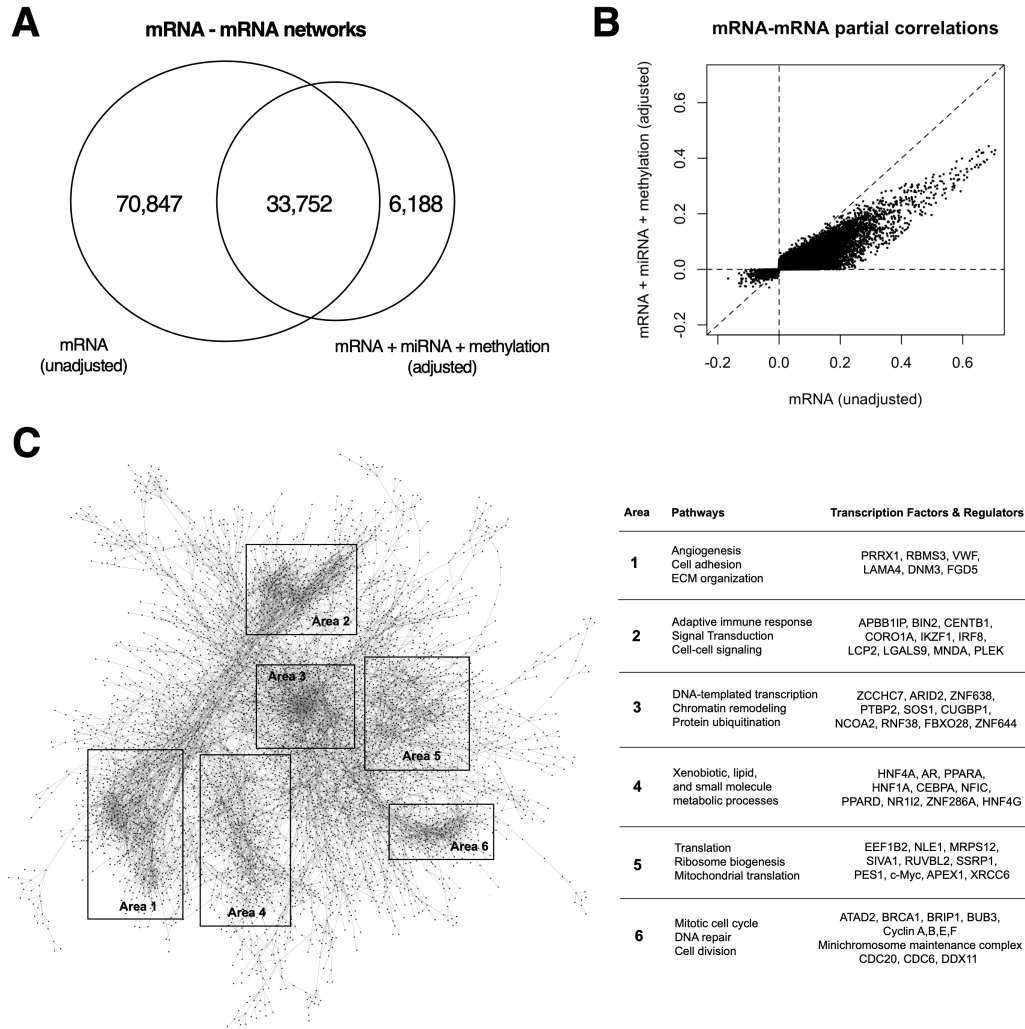 A
mRNA - mRNA networks
70,847
33,752
6,188
mRNA
(unadjusted)
mRNA + miRNA + methylation
(adjusted)
B
mRNA-mRNA partial correlations
mRNA + miRNA + methylation (adjusted)
0.6
0.4
0.2
0.0
-0.2
-0.2
0.0
0.2
0.4
0.6
mRNA (unadjusted)
C
Area 2
Area 3
Area 5
Area 6
Area 1
Area 4
Area Pathways Transcription Factors & Regulators
1
Angiogenesis
Cell adhesion
ECM organization
PRRX1, RBMS3, VWF,
LAMA4, DNM3, FGD5
2
Adaptive immune response
Signal Transduction
Cell-cell signaling
APBB1IP, BIN2, CENTB1,
CORO1A, IKZF1, IRF8,
LCP2, LGALS9, MNDA, PLEK
3
DNA-templated transcription
Chromatin remodeling
Protein ubiquitination
ZCCHC7, ARID2, ZNF638,
PTBP2, SOS1, CUGBP1,
NCOA2, RNF38, FBXO28, ZNF644
4
Xenobiotic, lipid,
and small molecule
metabolic processes
HNF4A, AR, PPARA,
HNF1A, CEBPA, NFIC,
PPARD, NR1I2, ZNF286A, HNF4G
5
Translation
Ribosome biogenesis
Mitochondrial translation
EEF1B2, NLE1, MRPS12,
SIVA1, RUVBL2, SSRP1,
PES1, c-Myc, APEX1, XRCC6
6
Mitotic cell cycle
DNA repair
Cell division
ATAD2, BRCA1, BRIP1, BUB3,
Cyclin A,B,E,F
Minichromosome maintenance complex
CDC20, CDC6, DDX11